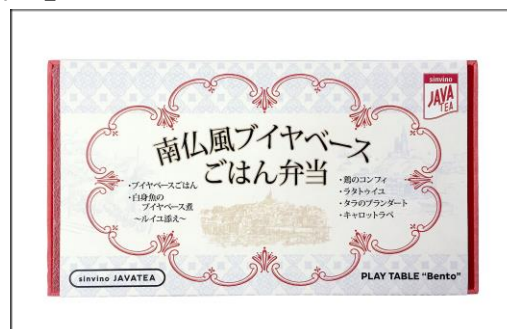 sinvino
JAVA
TEA
南仏風ブイヤベース
ごはん弁当
・ブイヤベースごはん
・白身魚の
ブイヤベース煮
〜ルイユ添え〜
・鶏のコンフィ
・ラタトゥイユ
・タラのブランダード
・キャロットラペ
sinvino JAVATEA
PLAY TABLE "Bento"